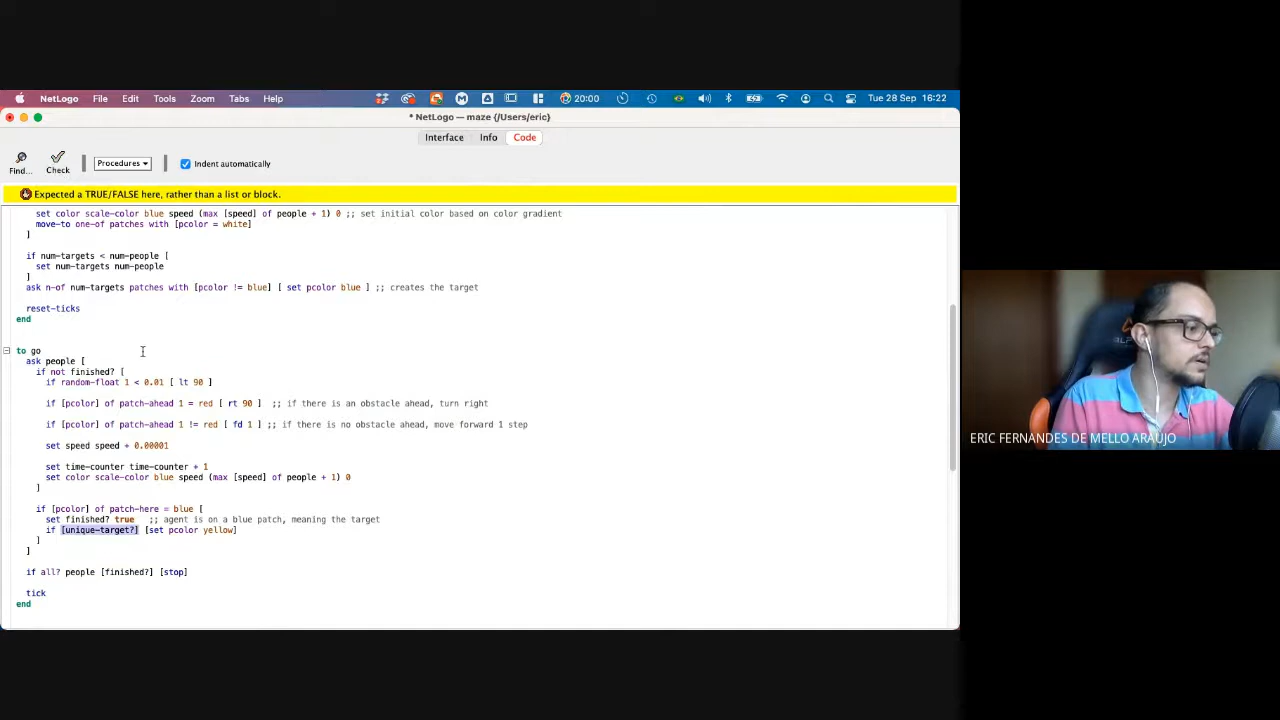 NetLogo File Edit Tools Zoom Tabs Help 20:00 Tue 28 Sep 16:22
* NetLogo — maze {/Users/eric}
Interface Info Code
Find... Check Procedures Indent automatically
Expected a TRUE/FALSE here, rather than a list or block.
set color scale-color blue speed (max [speed] of people + 1) 0 ;; set initial color based on color gradient
move-to one-of patches with [pcolor = white]
]
if num-targets < num-people [
set num-targets num-people
]
ask n-of num-targets patches with [pcolor != blue] [ set pcolor blue ] ;; creates the target
reset-ticks
end
to go
ask people [
if not finished? [
if random-float 1 < 0.01 [ lt 90 ]
if [pcolor] of patch-ahead 1 = red [ rt 90 ] ;; if there is an obstacle ahead, turn right
if [pcolor] of patch-ahead 1 != red [ fd 1 ] ;; if there is no obstacle ahead, move forward 1 step
set speed speed + 0.00001
set time-counter time-counter + 1
set color scale-color blue speed (max [speed] of people + 1) 0
]
if [pcolor] of patch-here = blue [
set finished? true ;; agent is on a blue patch, meaning the target
if [unique-target?] [set pcolor yellow]
]
]
if all? people [finished?] [stop]
tick
end
ERIC FERNANDES DE MELLO ARAUJO